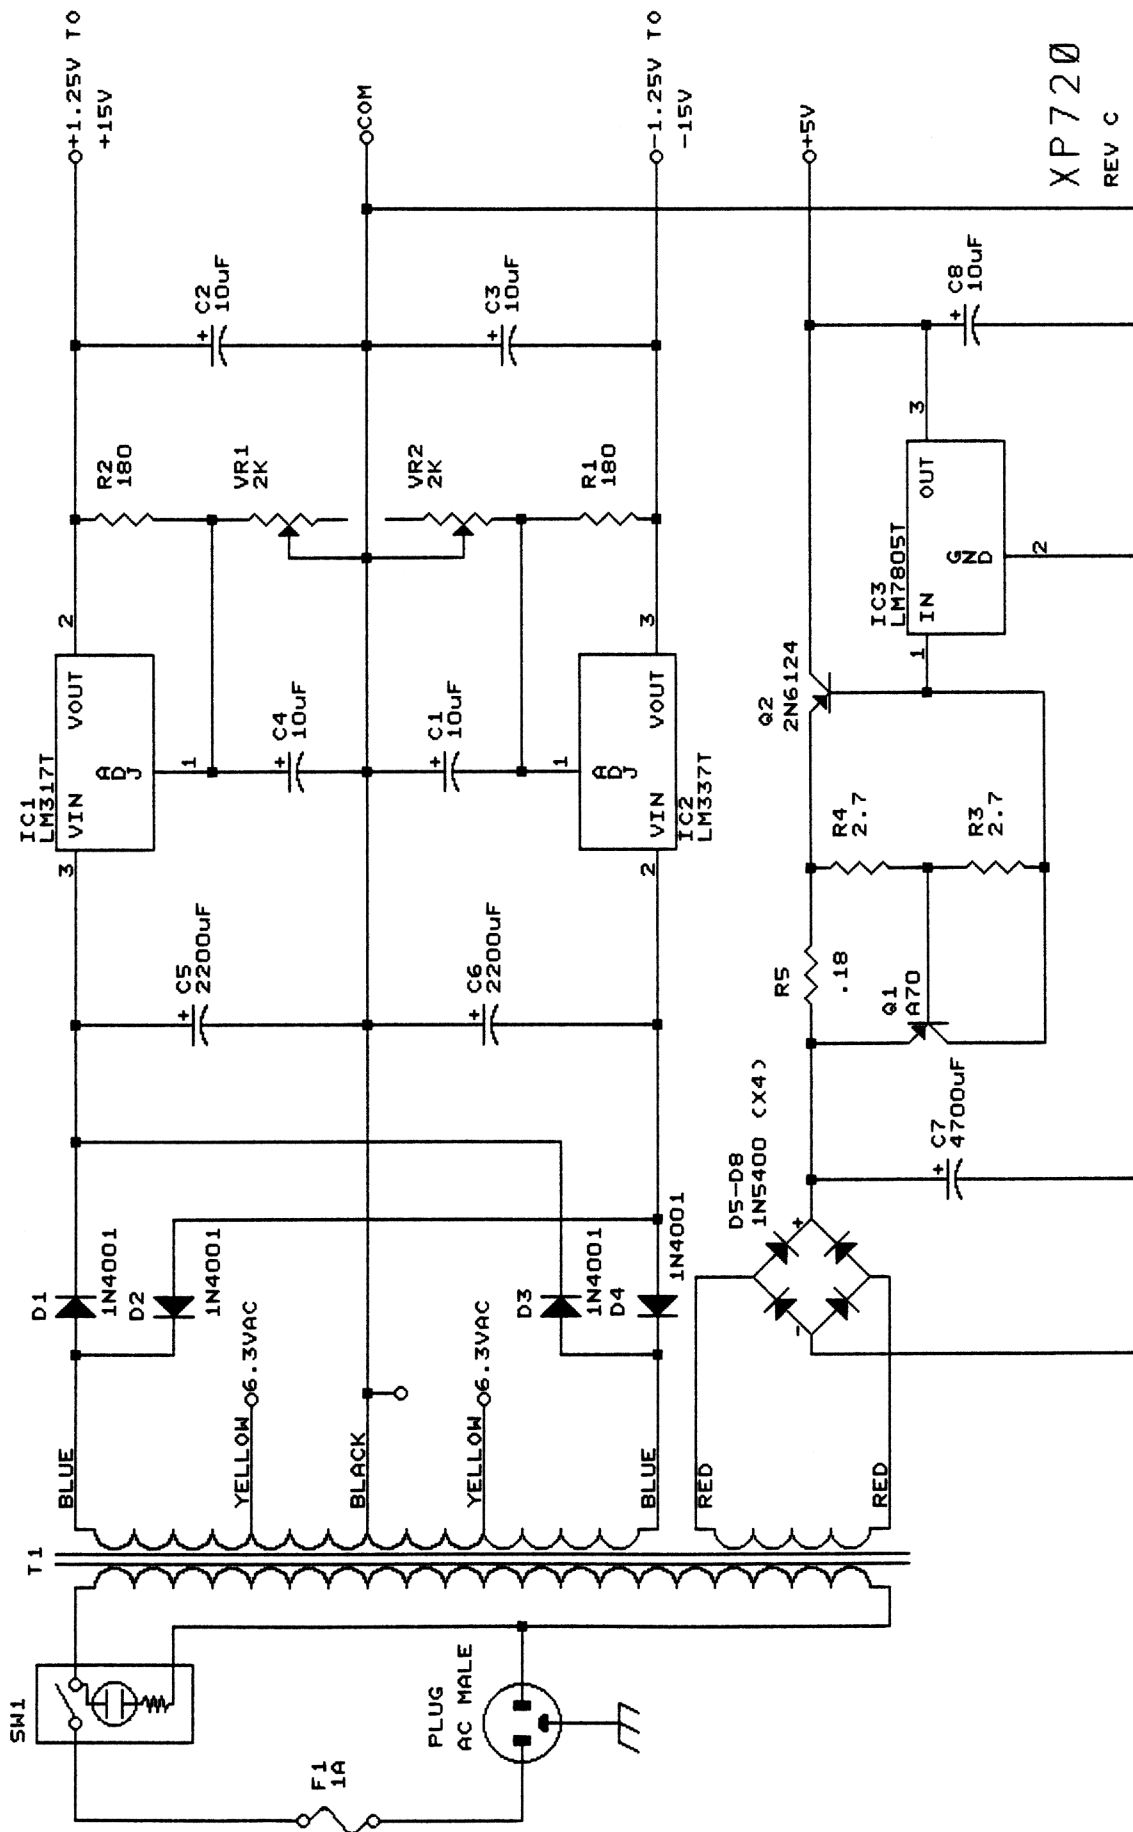 SW1
F1
1A
PLUG
AC MALE
T1
BLUE
YELLOW
6.3VAC
BLACK
YELLOW
6.3VAC
BLUE
RED
RED
D1
1N4001
D2
1N4001
D3
1N4001
D4
1N4001
D5-D8
1N5400 (X4)
+
-
C5
2200uF
+
C6
2200uF
+
C7
4700uF
+
IC1
LM317T
VIN
VOUT
ADJ
3
2
1
IC2
LM337T
VIN
VOUT
ADJ
2
3
1
C4
10uF
+
C1
10uF
+
R2
180
VR1
2K
VR2
2K
R1
180
C2
10uF
+
C3
10uF
+
+1.25V TO
+15V
COM
-1.25V TO
-15V
R5
.18
Q1
A70
R4
2.7
R3
2.7
Q2
2N6124
IC3
LM7805T
IN
OUT
GND
1
3
2
C8
10uF
+
+5V
XP720
REV C